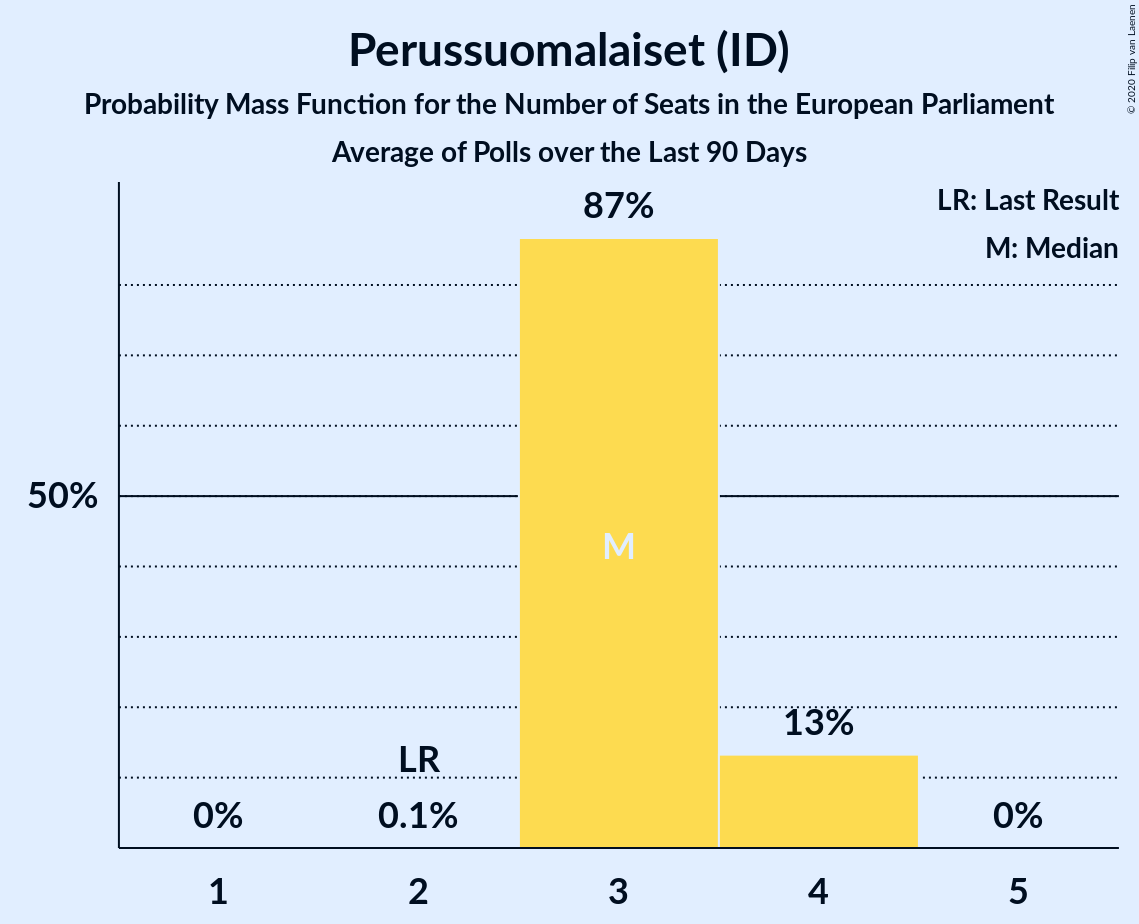 Perussuomalaiset (ID)
Probability Mass Function for the Number of Seats in the European Parliament
Average of Polls over the Last 90 Days
© 2020 Filip van Laenen
LR: Last Result
M: Median
87%
50%
M
13%
LR
0%
0.1%
0%
1
2
3
4
5